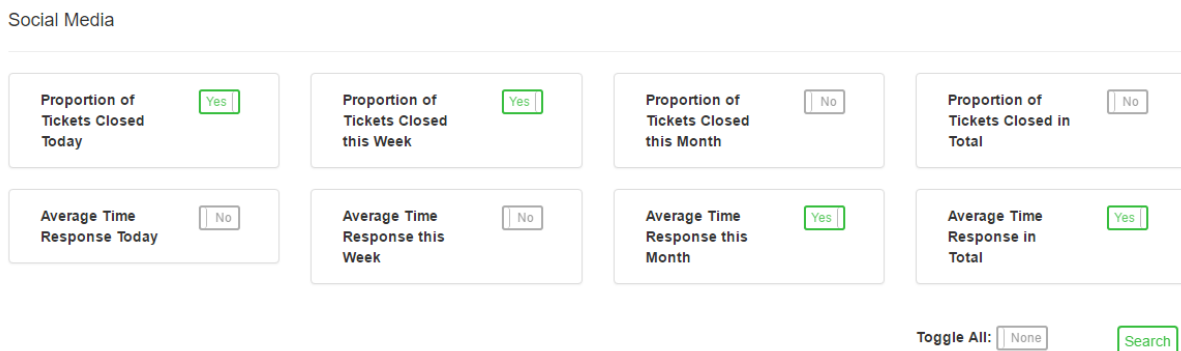 Social Media
Proportion of
Tickets Closed
Today
Yes
Proportion of
Tickets Closed
this Week
Yes
Proportion of
Tickets Closed
this Month
No
Proportion of
Tickets Closed in
Total
No
Average Time
Response Today
No
Average Time
Response this
Week
No
Average Time
Response this
Month
Yes
Average Time
Response in
Total
Yes
Toggle All: None
Search